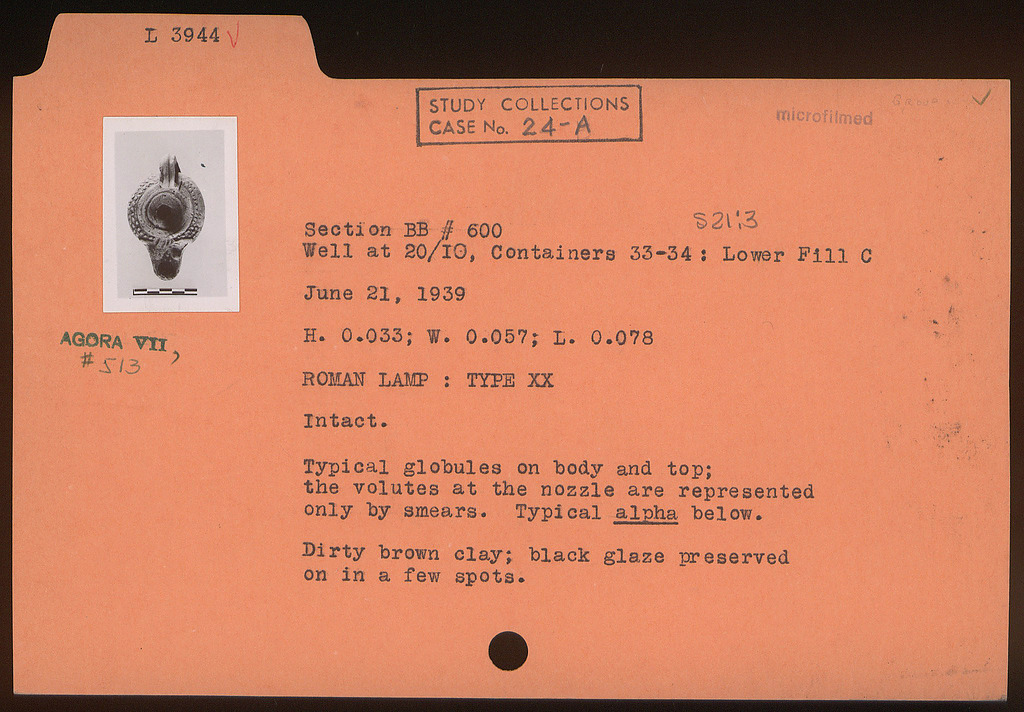 L 3944 √
STUDY COLLECTIONS
CASE No. 24-A
microfilmed
Section BB # 600
S21:3
Well at 20/IO, Containers 33-34 : Lower Fill C
June 21, 1939
H. 0.033; W. 0.057; L. 0.078
AGORA VII,
# 513
ROMAN LAMP : TYPE XX
Intact.
Typical globules on body and top;
the volutes at the nozzle are represented
only by smears. Typical alpha below.
Dirty brown clay; black glaze preserved
on in a few spots.